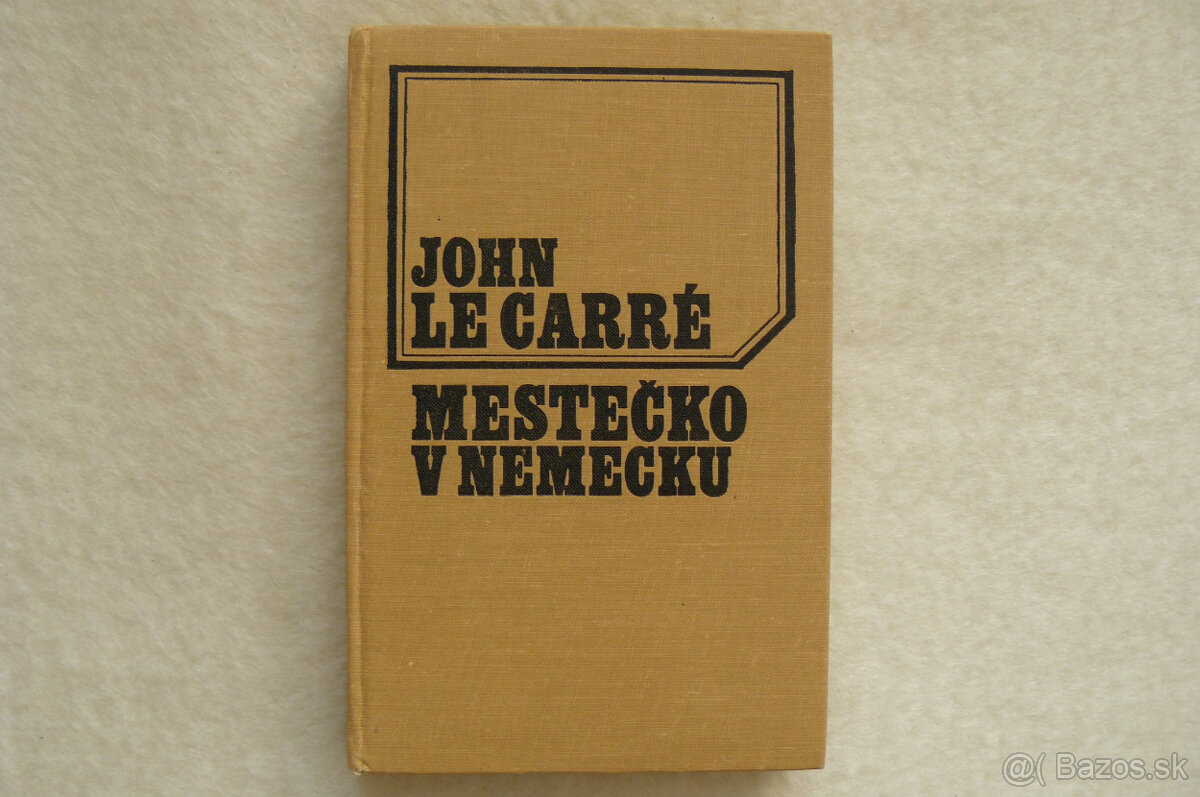 JOHN
LE CARRÉ
MESTEČKO
V NEMECKU
@( Bazos.sk